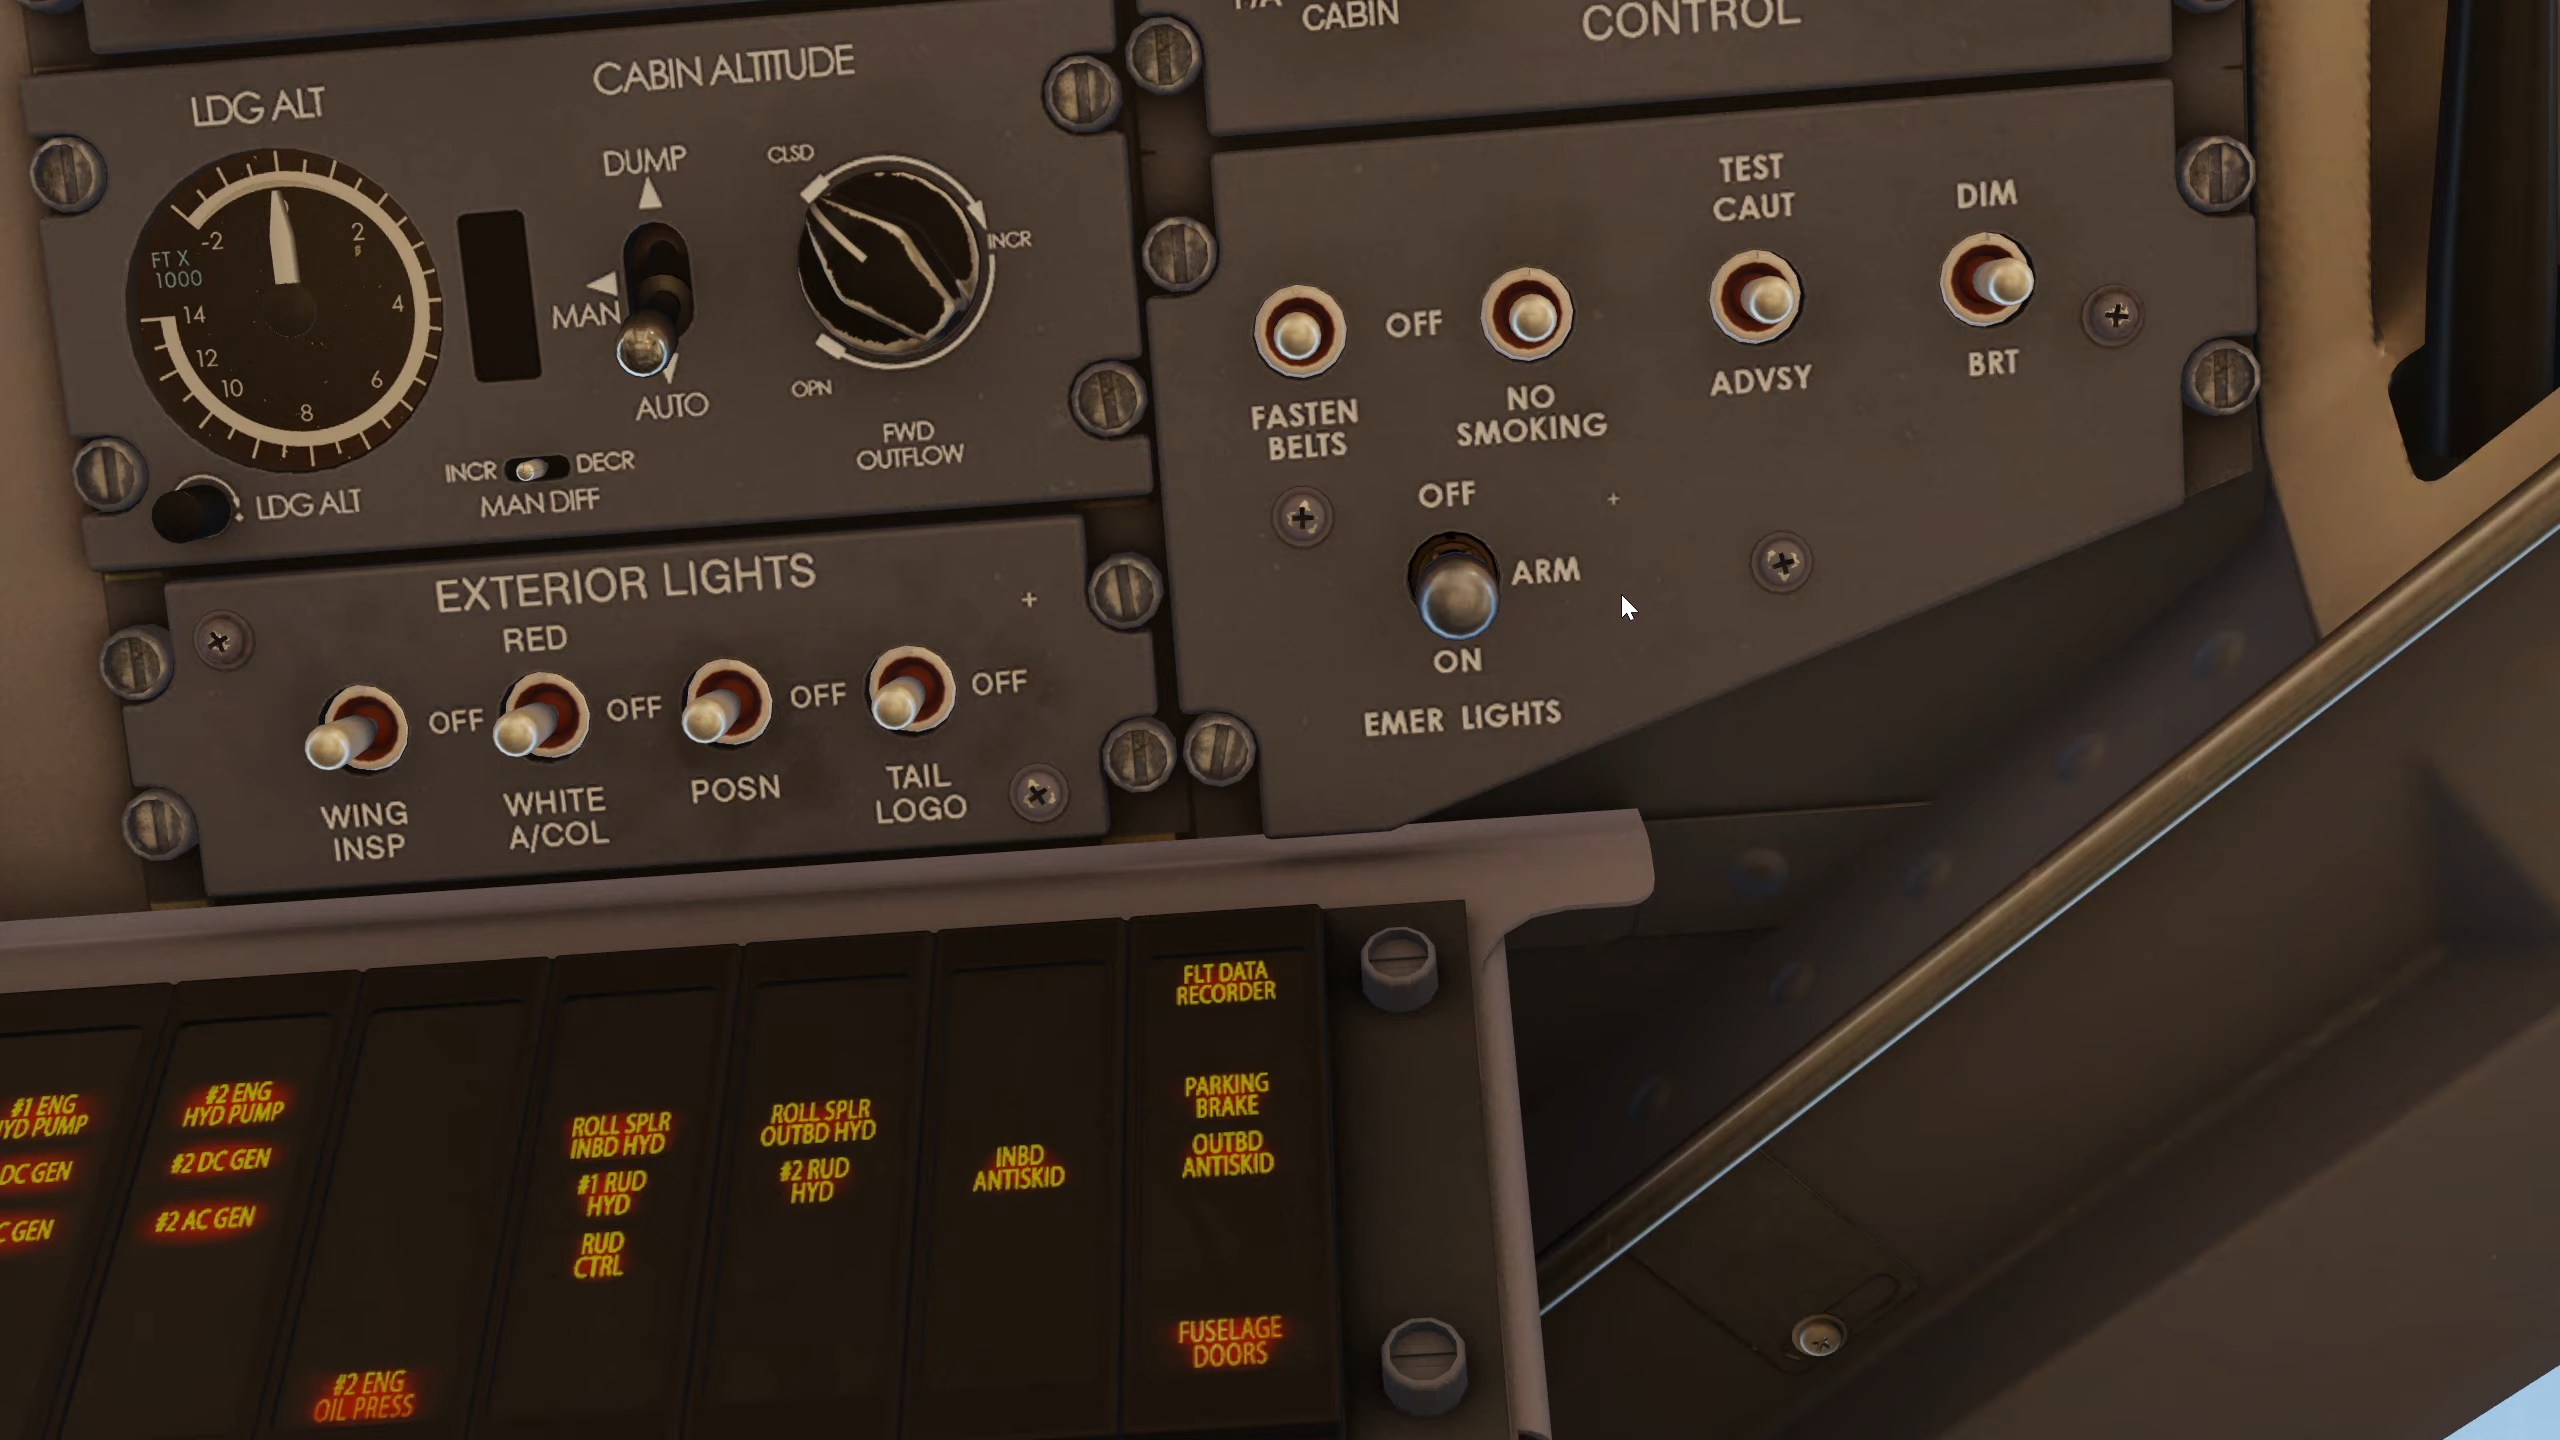 CABIN
CONTROL
CABIN ALTITUDE
LDG ALT
DUMP
CLSD
INCR
MAN
AUTO
OPN
FWD
OUTFLOW
FT X
1000
-2
0
2
4
6
8
10
12
14
INCR
DECR
MAN DIFF
LDG ALT
TEST
CAUT
DIM
OFF
FASTEN
BELTS
NO
SMOKING
ADVSY
BRT
OFF
ARM
ON
EMER LIGHTS
EXTERIOR LIGHTS
RED
OFF
OFF
OFF
OFF
WING
INSP
WHITE
A/COL
POSN
TAIL
LOGO
#1 ENG
HYD PUMP
DC GEN
C GEN
#2 ENG
HYD PUMP
#2 DC GEN
#2 AC GEN
#2 ENG
OIL PRESS
ROLL SPLR
INBD HYD
#1 RUD
HYD
RUD
CTRL
ROLL SPLR
OUTBD HYD
#2 RUD
HYD
INBD
ANTISKID
FLT DATA
RECORDER
PARKING
BRAKE
OUTBD
ANTISKID
FUSELAGE
DOORS